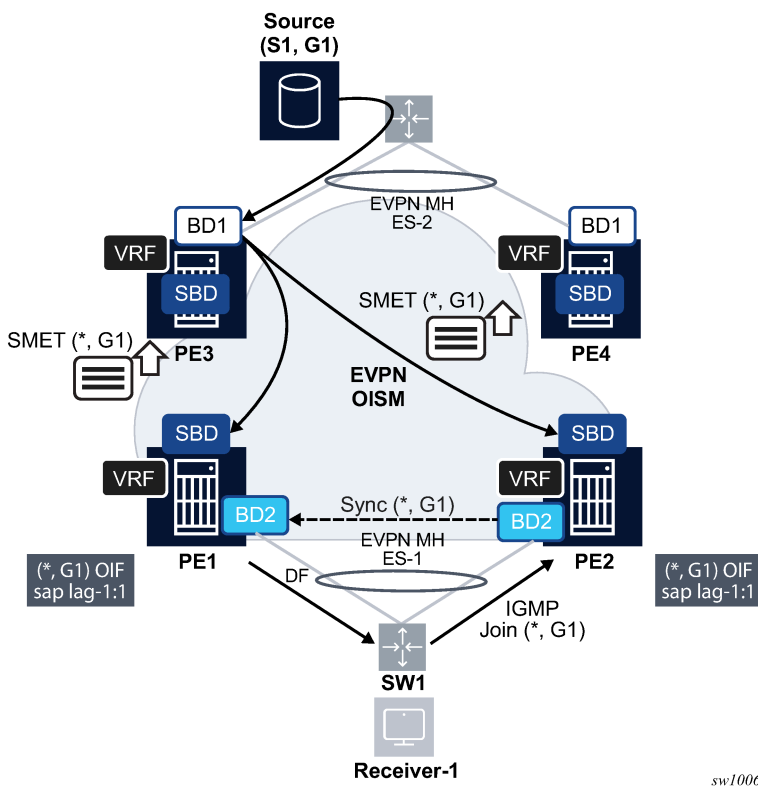 Source
(S1, G1)
EVPN MH
ES-2
BD1
BD1
VRF
VRF
SBD
SBD
SMET (*, G1)
SMET (*, G1)
PE3
PE4
EVPN
OISM
SBD
SBD
VRF
VRF
BD2
Sync (*, G1)
BD2
EVPN MH
ES-1
PE1
PE2
(*, G1) OIF
sap lag-1:1
(*, G1) OIF
sap lag-1:1
DF
IGMP
Join (*, G1)
SW1
Receiver-1
sw1006